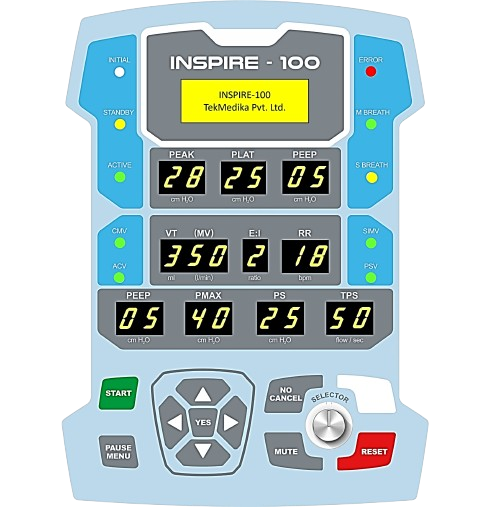 INSPIRE - 100
INITIAL
ERROR
INSPIRE-100
TekMedika Pvt. Ltd.
STANDBY
M BREATH
ACTIVE
S BREATH
PEAK PLAT PEEP
28 25 05
cm H₂O cm H₂O cm H₂O
CMV
SIMV
VT (MV) E:I RR
350 2 18
ml (l/min) ratio bpm
ACV
PSV
PEEP PMAX PS TPS
05 40 25 50
cm H₂O cm H₂O cm H₂O flow / sec
START
YES
NO
CANCEL
SELECTOR
PAUSE
MENU
MUTE
RESET